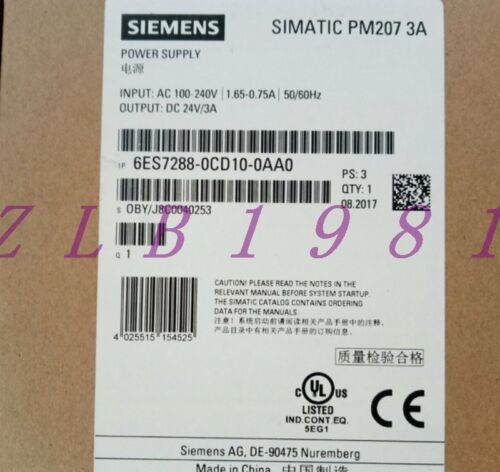 SIEMENS
SIMATIC PM207 3A
POWER SUPPLY
电源
INPUT: AC 100-240V | 1.65-0.75A | 50/60Hz
OUTPUT: DC 24V/3A
1P 6ES7288-0CD10-0AA0
PS: 3
QTY: 1
08.2017
S OBY/J8C0040253
ZLB1981
Q 1
CAUTION! PLEASE READ THE NOTES IN THE
RELEVANT MANUAL BEFORE SYSTEM STARTUP.
THE SIMATIC CATALOG CONTAINS ORDERING
DATA FOR THE MANUALS.
注意: 系统启动前请阅读相关产品手册中的注释,
产品目录中有相关产品手册的订购信息.
4 025515 154525
质量检验合格
C UL US
LISTED
IND.CONT.EQ.
5EG1
CE
Siemens AG, DE-90475 Nuremberg
Made in China 中国制造